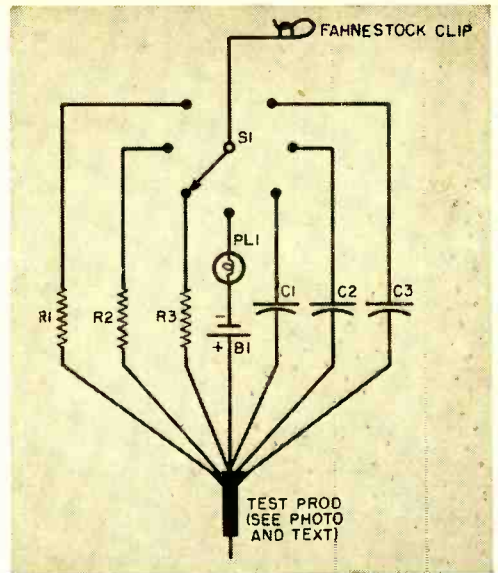 FAHNESTOCK CLIP
S1
PL1
R1 R2 R3 C1 C2 C3
- 
+ B1
TEST PROD
(SEE PHOTO
AND TEXT)